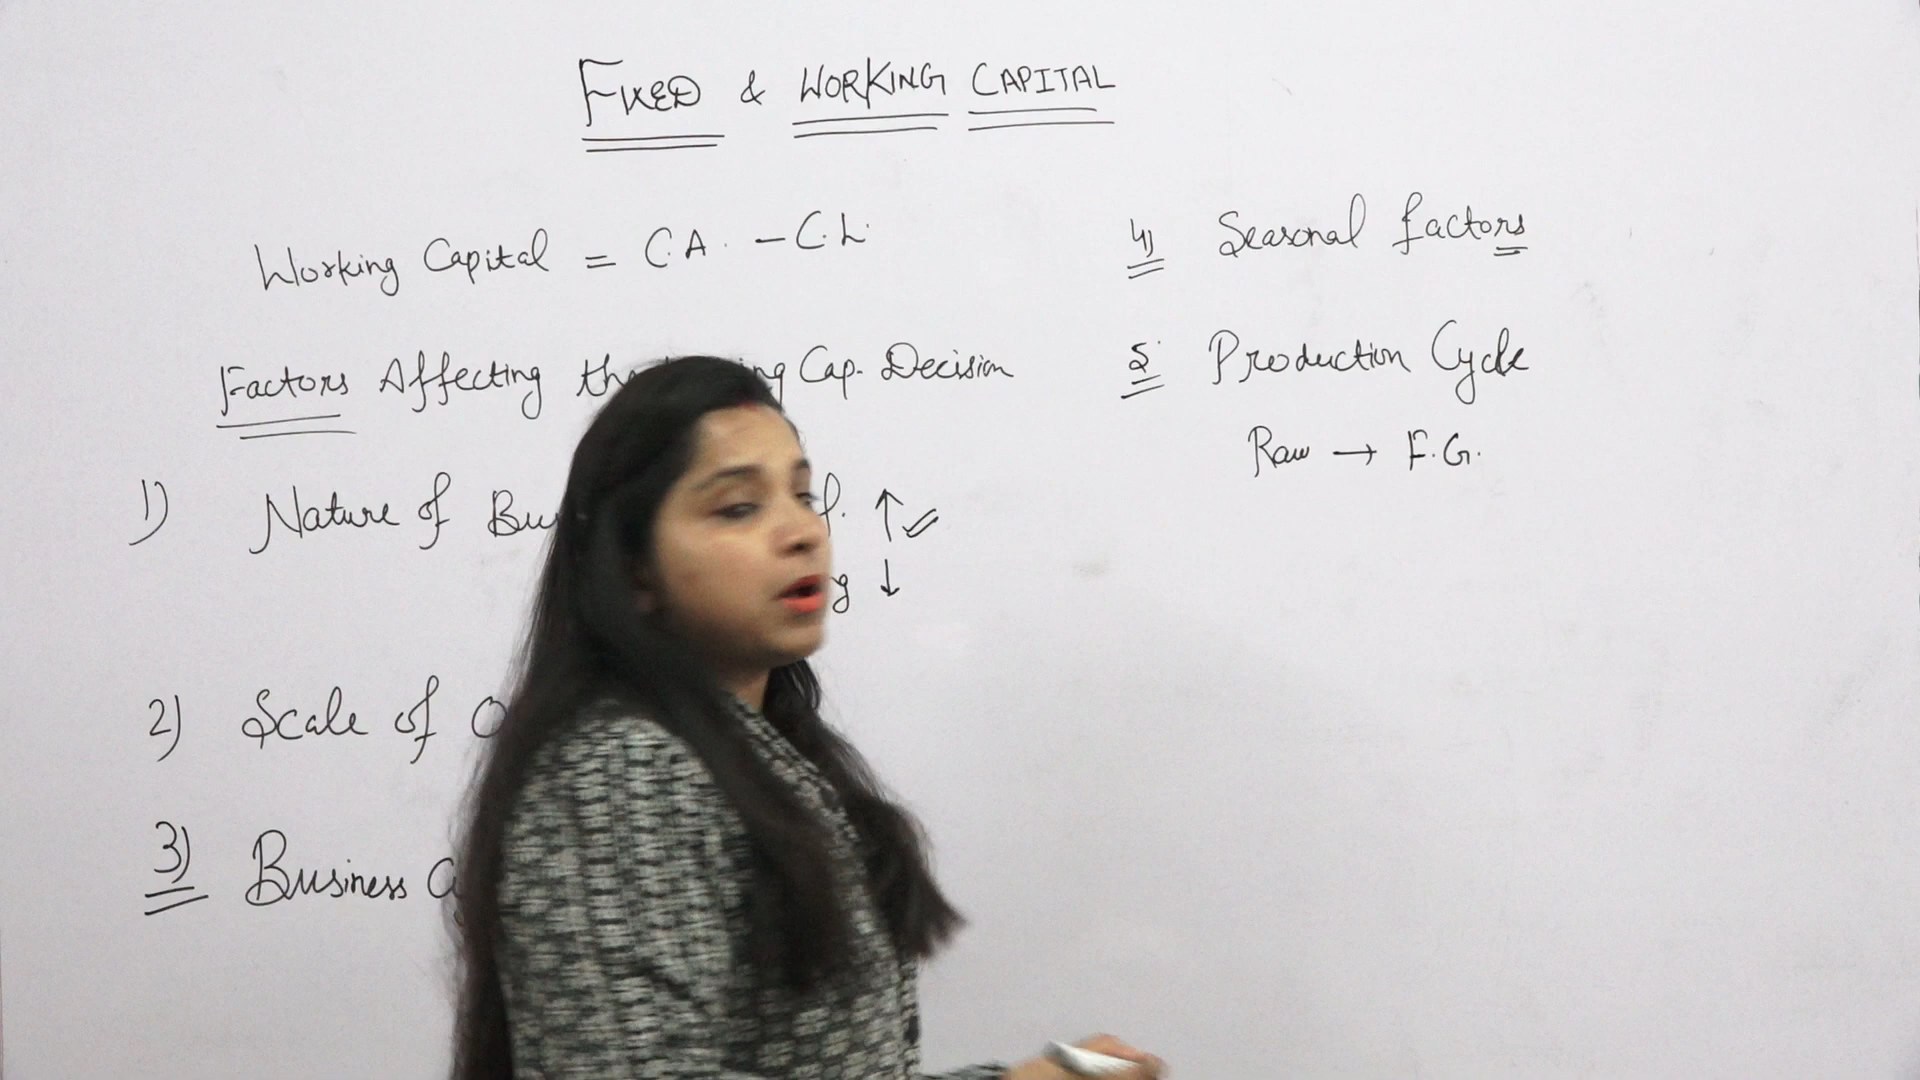 FIXED & WORKING CAPITAL
Working Capital = C.A. - C.L.
Factors Affecting the Cap. Decision
1) Nature of ↑
↓
2) Scale of
3) Business
4) Seasonal factors
5. Production Cycle
Raw → F.G.